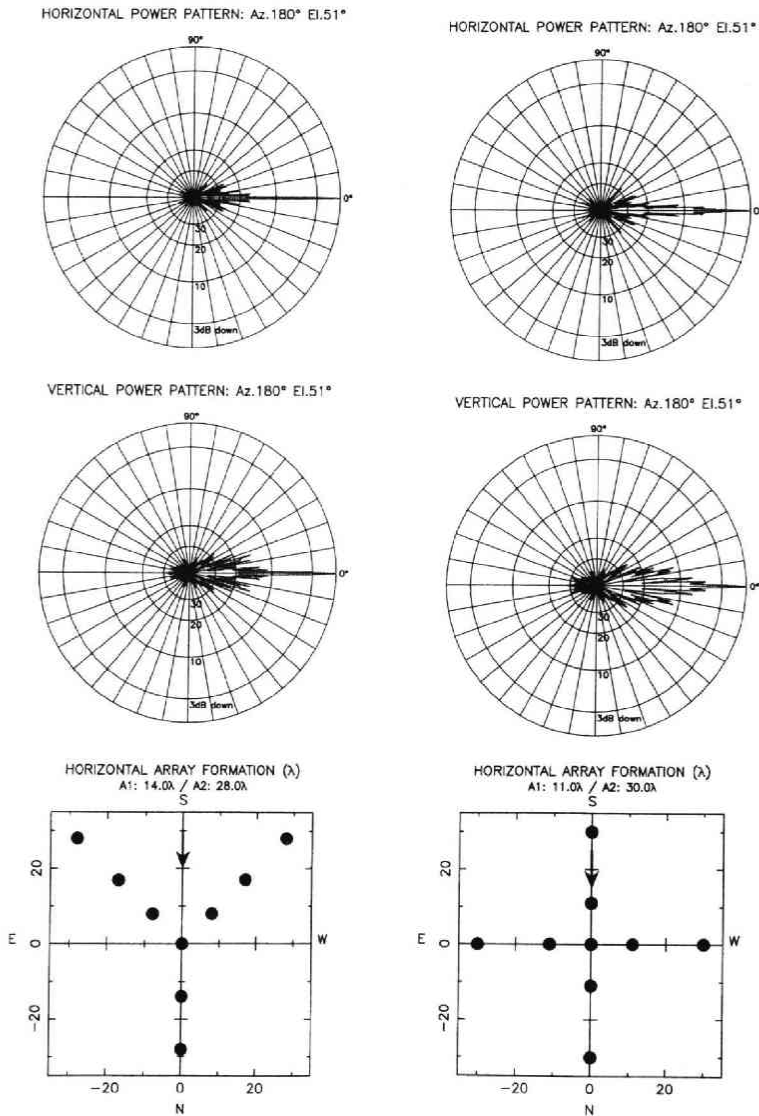 HORIZONTAL POWER PATTERN: Az.180° El.51°
90°
0°
30
20
10
3dB down
VERTICAL POWER PATTERN: Az.180° El.51°
90°
0°
30
20
10
3dB down
HORIZONTAL ARRAY FORMATION (λ)
A1: 14.0λ / A2: 28.0λ
S
20
E
0
W
−20
−20
0
20
N
HORIZONTAL POWER PATTERN: Az.180° El.51°
90°
0
30
20
10
3dB down
VERTICAL POWER PATTERN: Az.180° El.51°
90°
0°
30
20
10
3dB down
HORIZONTAL ARRAY FORMATION (λ)
A1: 11.0λ / A2: 30.0λ
S
20
E
0
W
−20
−20
0
20
N